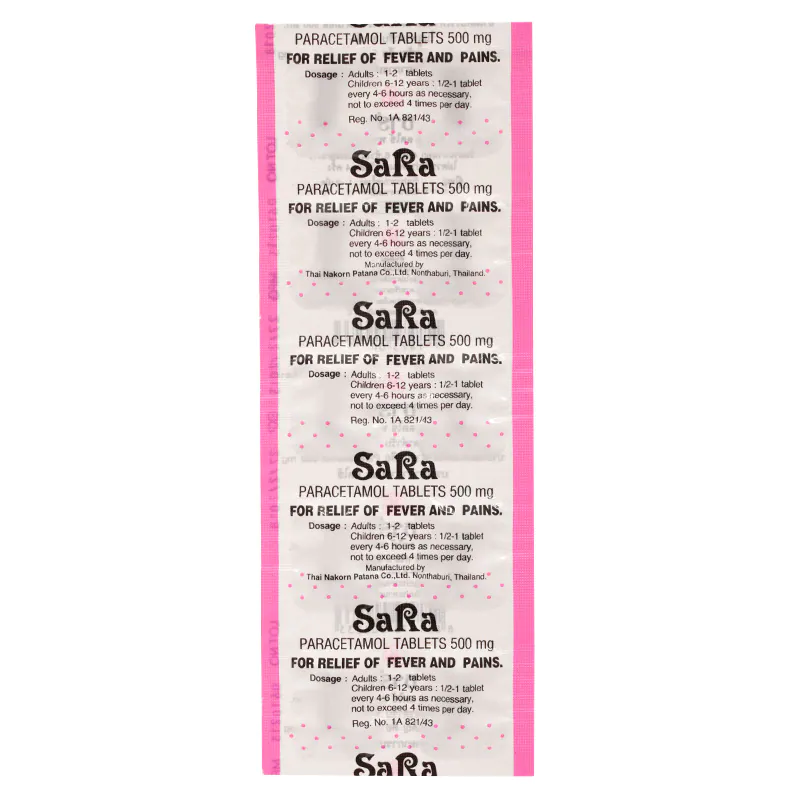 PARACETAMOL TABLETS 500 mg
FOR RELIEF OF FEVER AND PAINS.
Dosage : Adults : 1-2 tablets
Children 6-12 years : 1/2-1 tablet
every 4-6 hours as necessary,
not to exceed 4 times per day.
Reg. No. 1A 821/43
SaRa
PARACETAMOL TABLETS 500 mg
FOR RELIEF OF FEVER AND PAINS.
Dosage : Adults : 1-2 tablets
Children 6-12 years : 1/2-1 tablet
every 4-6 hours as necessary,
not to exceed 4 times per day.
Manufactured by
Thai Nakorn Patana Co.,Ltd. Nonthaburi, Thailand.
SaRa
PARACETAMOL TABLETS 500 mg
FOR RELIEF OF FEVER AND PAINS.
Dosage : Adults : 1-2 tablets
Children 6-12 years : 1/2-1 tablet
every 4-6 hours as necessary,
not to exceed 4 times per day.
Reg. No. 1A 821/43
SaRa
PARACETAMOL TABLETS 500 mg
FOR RELIEF OF FEVER AND PAINS.
Dosage : Adults : 1-2 tablets
Children 6-12 years : 1/2-1 tablet
every 4-6 hours as necessary,
not to exceed 4 times per day.
Manufactured by
Thai Nakorn Patana Co.,Ltd. Nonthaburi, Thailand.
SaRa
PARACETAMOL TABLETS 500 mg
FOR RELIEF OF FEVER AND PAINS.
Dosage : Adults : 1-2 tablets
Children 6-12 years : 1/2-1 tablet
every 4-6 hours as necessary,
not to exceed 4 times per day.
Reg. No. 1A 821/43
SaRa